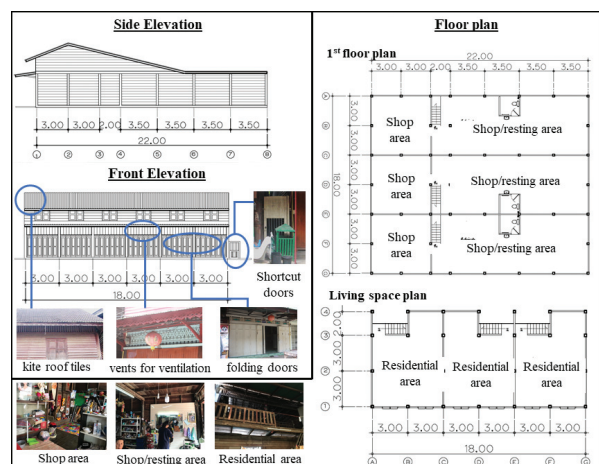 Side Elevation
3.00 3.00 2.00 3.50 3.50 3.50 3.50
22.00
1 2 3 4 5 6 7 8
Front Elevation
3.00 3.00 3.00 3.00 3.00 3.00
18.00
Shortcut
doors
kite roof tiles
vents for ventilation
folding doors
Shop area
Shop/resting area
Residential area
Floor plan
1st floor plan
22.00
3.00 3.00 2.00 3.50 3.50 3.50 3.50
A
B
C
D
E
F
G
3.00
3.00
3.00
3.00
3.00
3.00
18.00
Shop
area
Shop/resting area
Shop
area
Shop/resting area
Shop
area
Shop/resting area
Living space plan
4
3
2
1
2.00
3.00
3.00
Residential
area
Residential
area
Residential
area
3.00 3.00 3.00 3.00 3.00 3.00
18.00
A B C D E F G